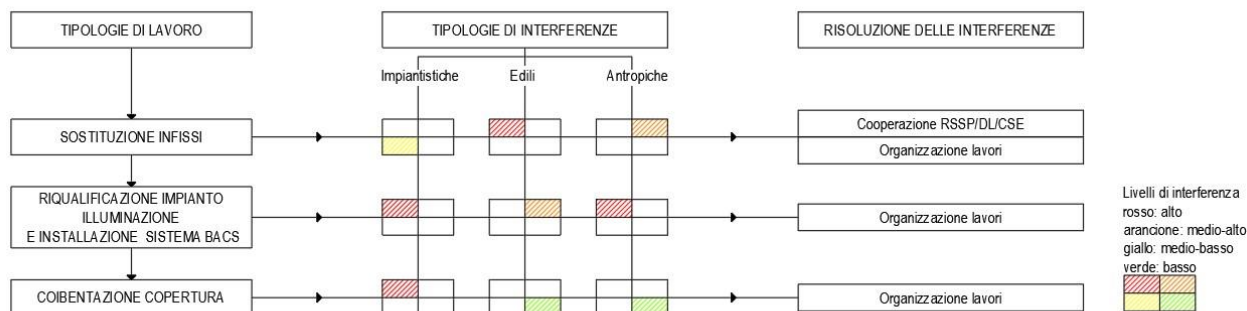 TIPOLOGIE DI LAVORO
TIPOLOGIE DI INTERFERENZE
RISOLUZIONE DELLE INTERFERENZE
Impiantistiche
Edili
Antropiche
SOSTITUZIONE INFISSI
Cooperazione RSSP/DL/CSE
Organizzazione lavori
RIQUALIFICAZIONE IMPIANTO
ILLUMINAZIONE
E INSTALLAZIONE SISTEMA BACS
Organizzazione lavori
COIBENTAZIONE COPERTURA
Organizzazione lavori
Livelli di interferenza
rosso: alto
arancione: medio-alto
giallo: medio-basso
verde: basso